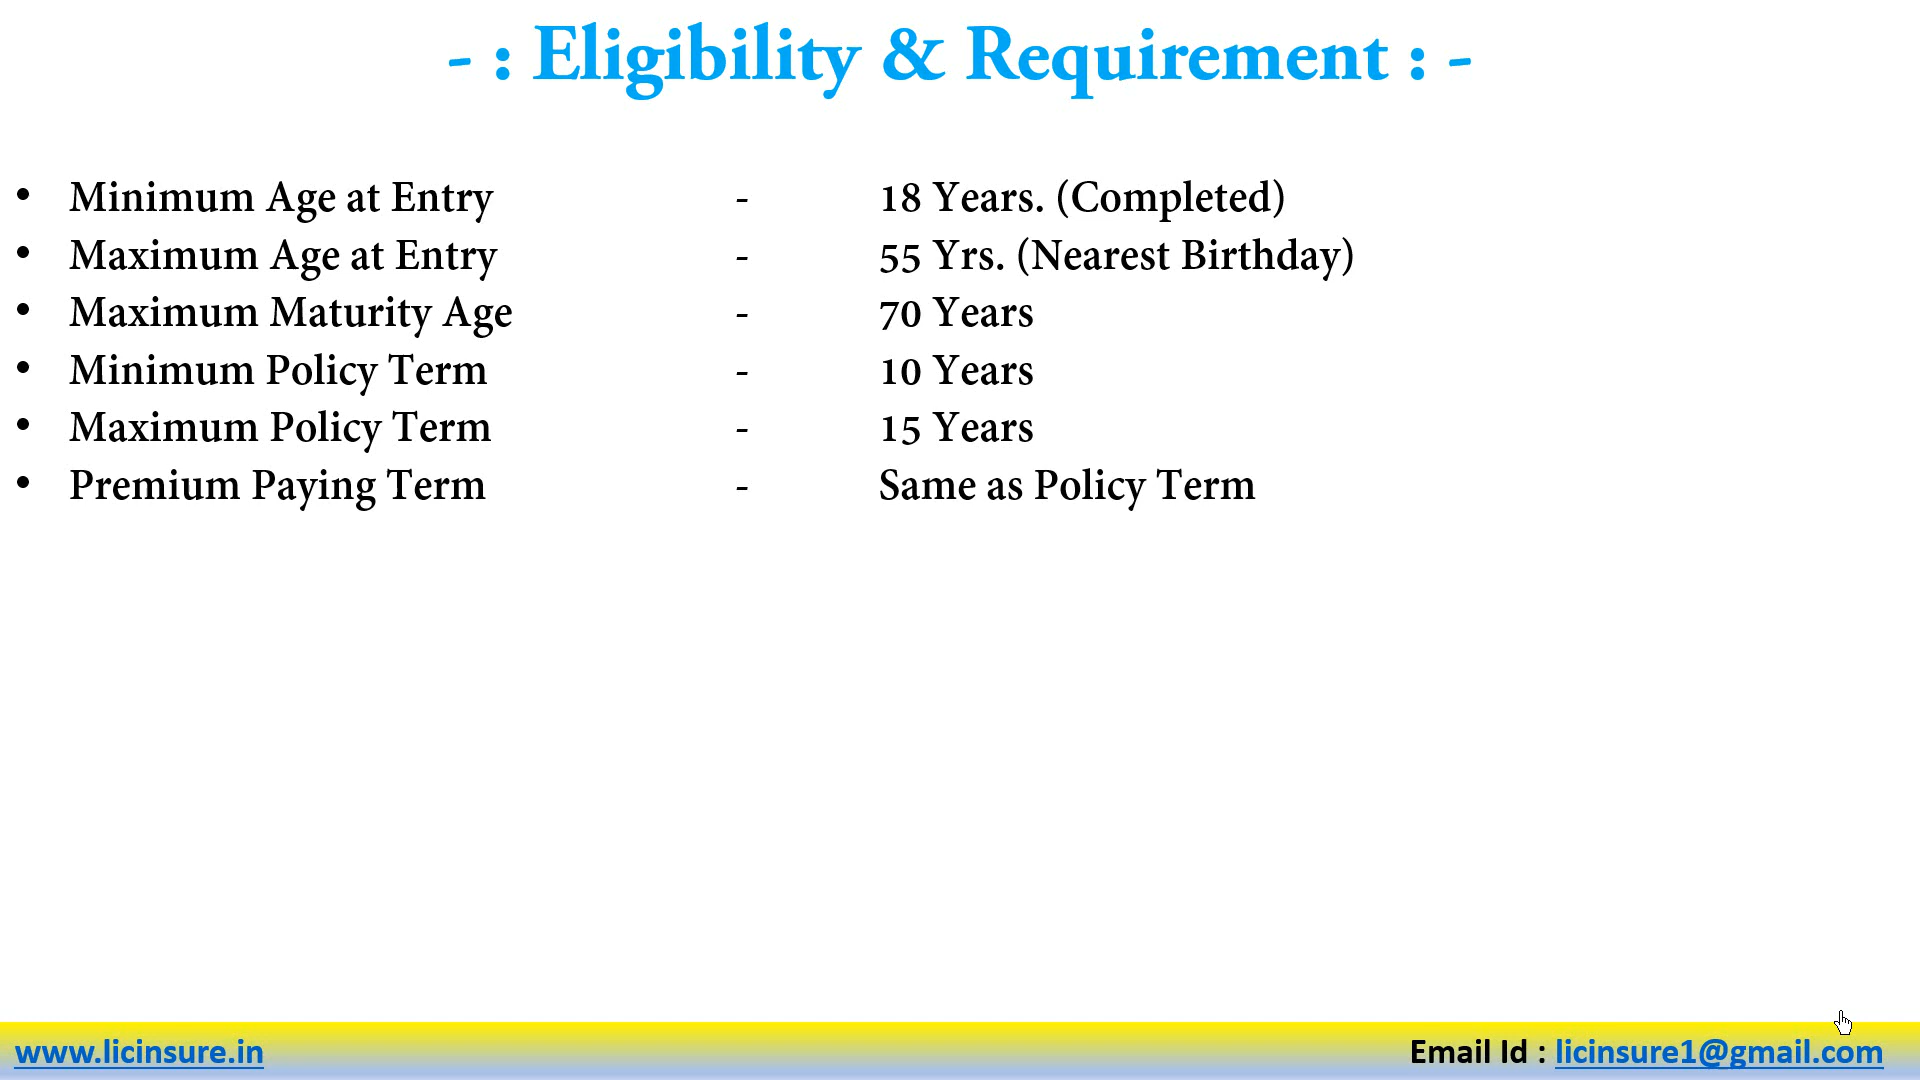 - : Eligibility & Requirement : -
• Minimum Age at Entry - 18 Years. (Completed)
• Maximum Age at Entry - 55 Yrs. (Nearest Birthday)
• Maximum Maturity Age - 70 Years
• Minimum Policy Term - 10 Years
• Maximum Policy Term - 15 Years
• Premium Paying Term - Same as Policy Term
www.licinsure.in Email Id : licinsure1@gmail.com